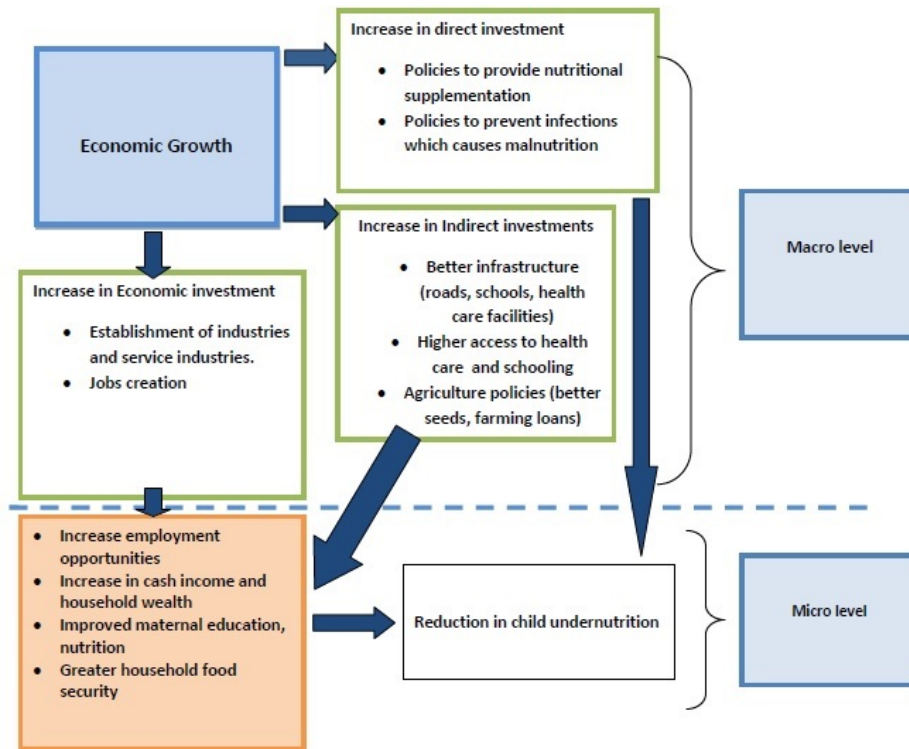 Economic Growth
Increase in direct investment
• Policies to provide nutritional
supplementation
• Policies to prevent infections
which causes malnutrition
Increase in Indirect investments
• Better infrastructure
(roads, schools, health
care facilities)
• Higher access to health
care and schooling
• Agriculture policies (better
seeds, farming loans)
Macro level
Increase in Economic investment
• Establishment of industries
and service industries.
• Jobs creation
• Increase employment
opportunities
• Increase in cash income and
household wealth
• Improved maternal education,
nutrition
• Greater household food
security
Reduction in child undernutrition
Micro level